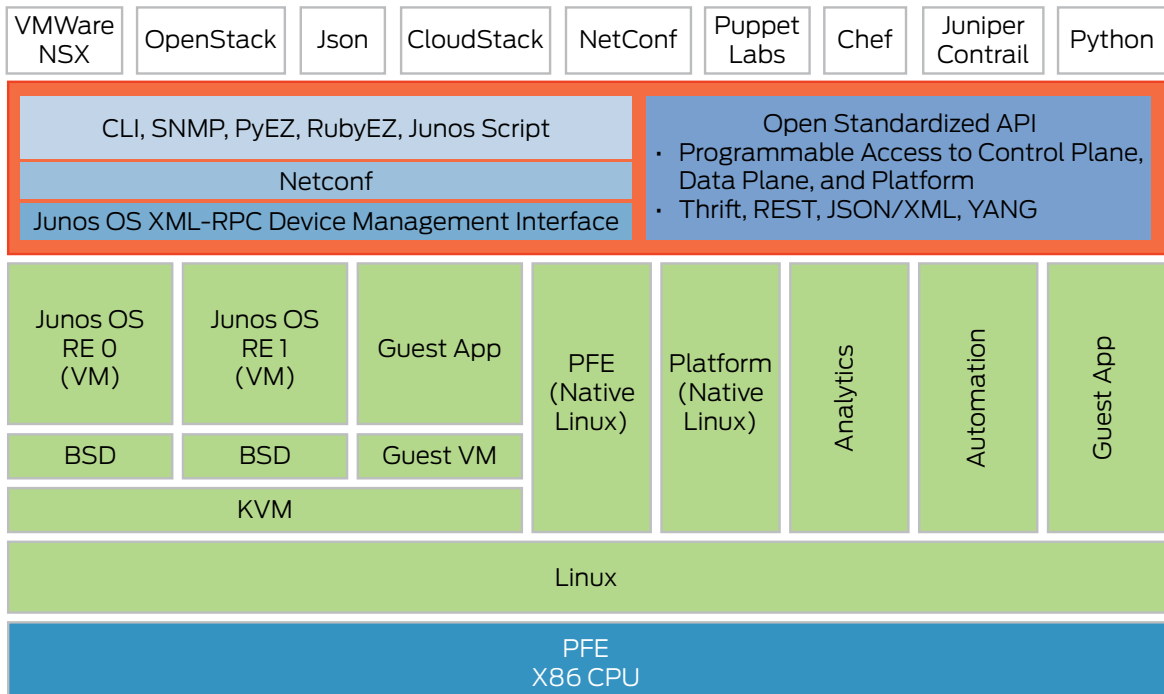 VMWare
NSX
OpenStack
Json
CloudStack
NetConf
Puppet
Labs
Chef
Juniper
Contrail
Python
CLI, SNMP, PyEZ, RubyEZ, Junos Script
Netconf
Junos OS XML-RPC Device Management Interface
Open Standardized API
· Programmable Access to Control Plane,
Data Plane, and Platform
· Thrift, REST, JSON/XML, YANG
Junos OS
RE 0
(VM)
Junos OS
RE 1
(VM)
Guest App
PFE
(Native
Linux)
Platform
(Native
Linux)
Analytics
Automation
Guest App
BSD
BSD
Guest VM
KVM
Linux
PFE
X86 CPU